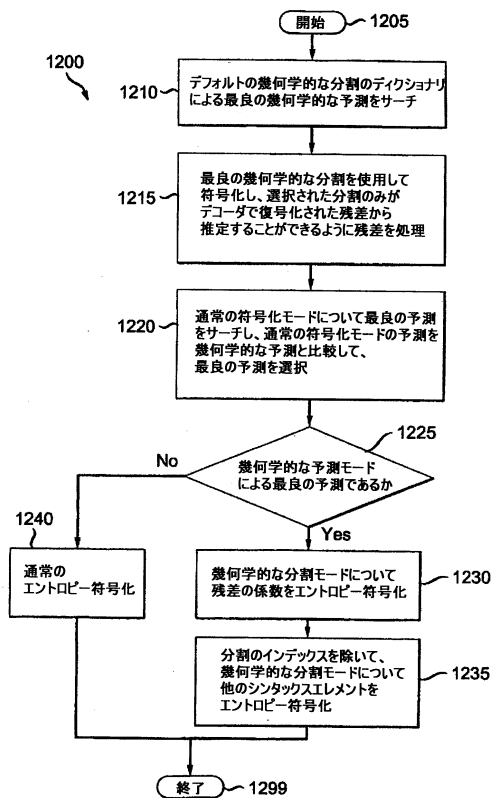 開始
1205
1200
1210
デフォルトの幾何学的な分割のディクショナリ
による最良の幾何学的な予測をサーチ
1215
最良の幾何学的な分割を使用して
符号化し、選択された分割のみが
デコーダで復号化された残差から
推定することができるように残差を処理
1220
通常の符号化モードについて最良の予測
をサーチし、通常の符号化モードの予測を
幾何学的な予測と比較して、
最良の予測を選択
1225
幾何学的な予測モード
による最良の予測であるか
No
Yes
1240
通常の
エントロピー符号化
幾何学的な分割モードについて
残差の係数をエントロピー符号化
1230
分割のインデックスを除いて、
幾何学的な分割モードについて
他のシンタックスエレメントを
エントロピー符号化
1235
終了
1299